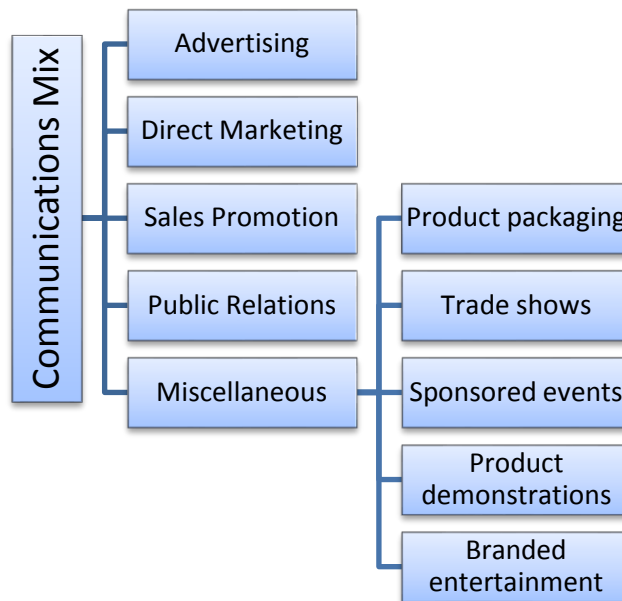 Communications Mix
Advertising
Direct Marketing
Sales Promotion
Public Relations
Miscellaneous
Product packaging
Trade shows
Sponsored events
Product
demonstrations
Branded
entertainment